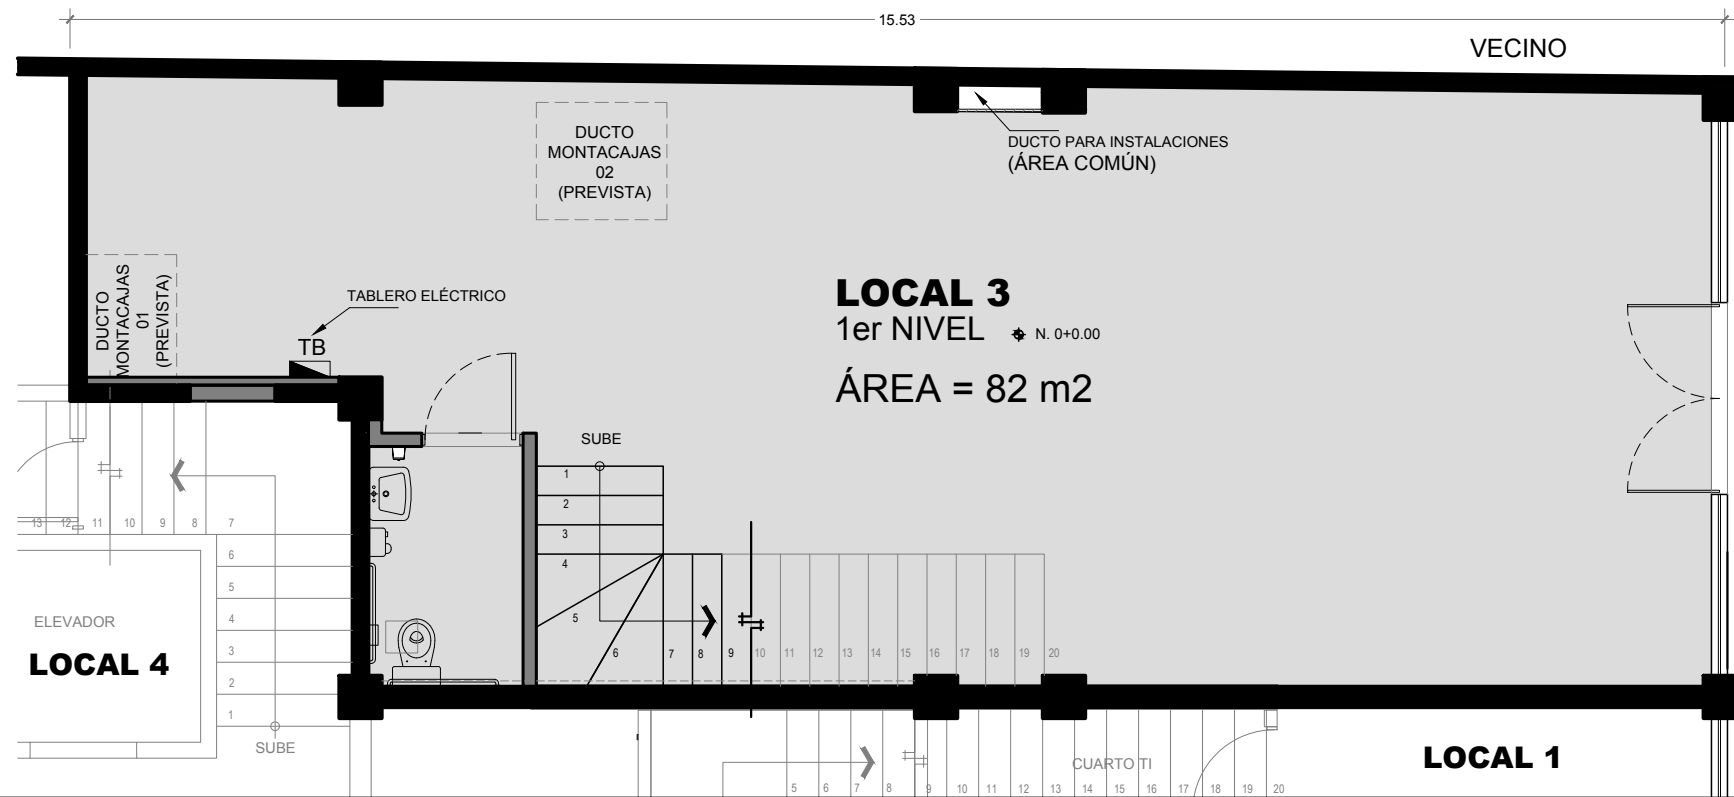 15.53
VECINO
DUCTO
MONTACAJAS
02
(PREVISTA)
DUCTO PARA INSTALACIONES
(ÁREA COMÚN)
DUCTO
MONTACAJAS
01
(PREVISTA)
TABLERO ELÉCTRICO
TB
LOCAL 3
1er NIVEL
N. 0+0.00
ÁREA = 82 m2
SUBE
1
2
3
4
5
6 7 8 9 10 11 12 13 14 15 16 17 18 19 20
13 12 11 10 9 8 7
6
5
4
3
2
1
ELEVADOR
LOCAL 4
SUBE
CUARTO TI
LOCAL 1
5 6 7 8 9 10 11 12 13 14 15 16 17 18 19 20